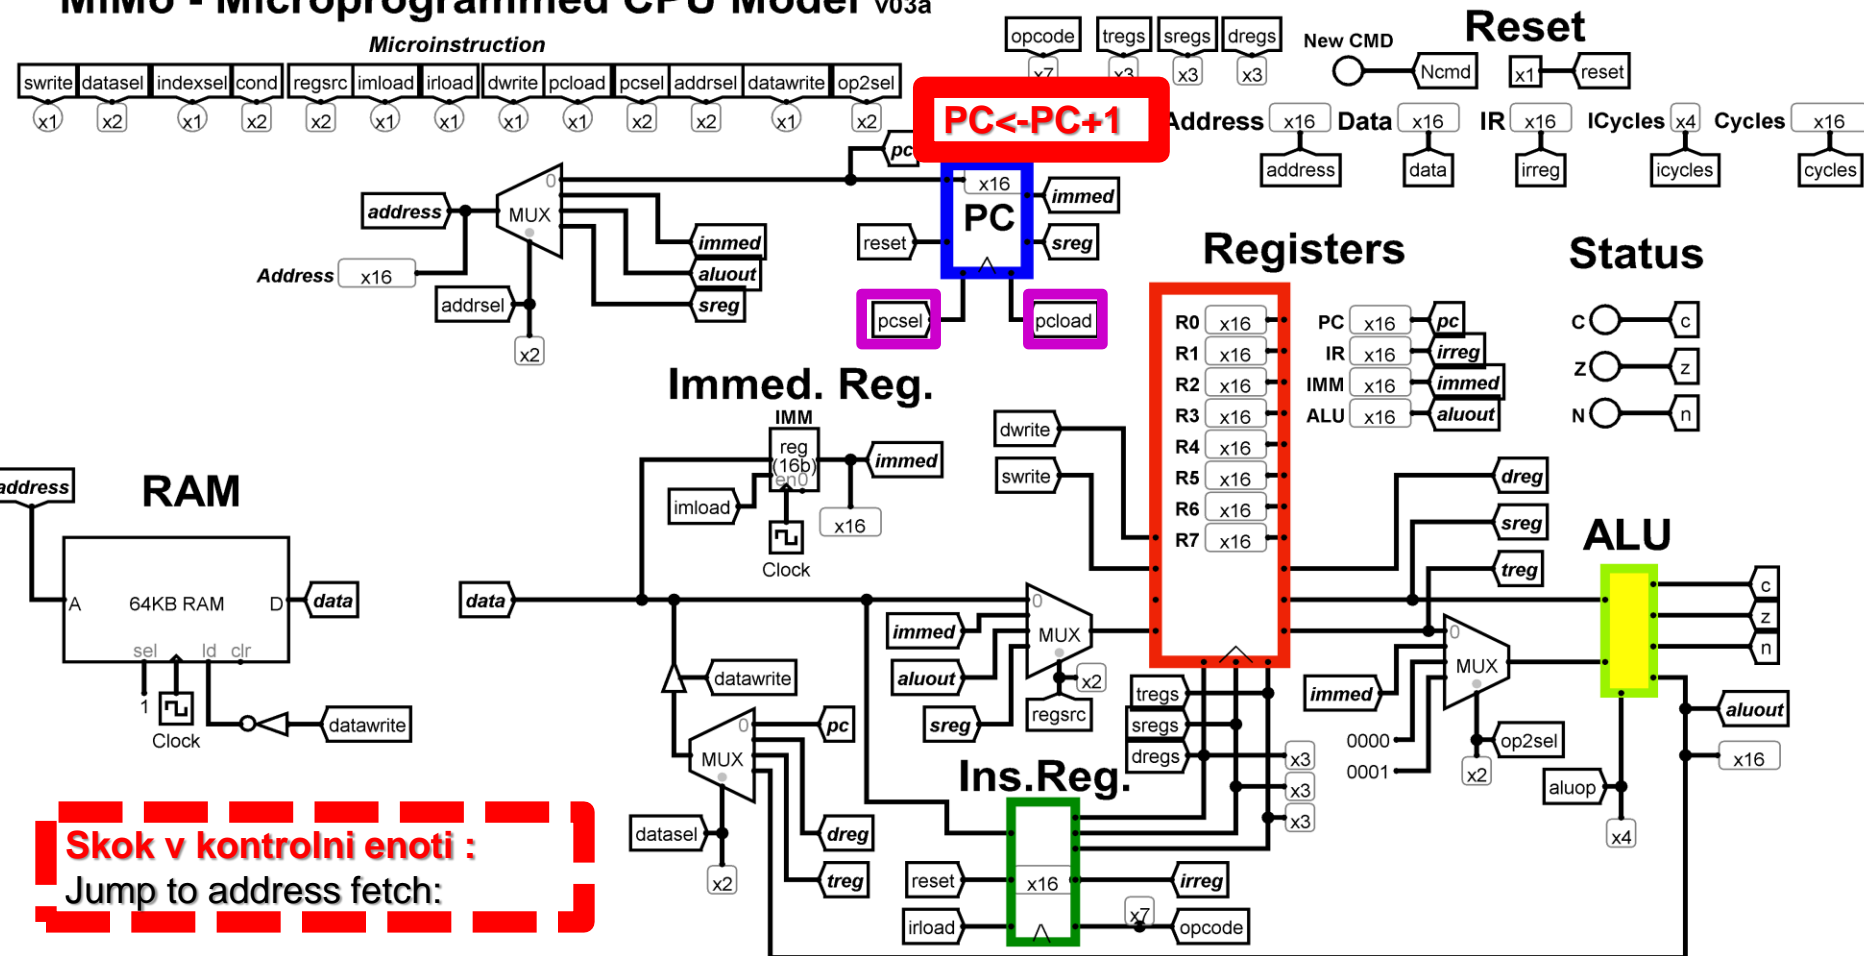 MiMo - Microprogrammed CPU Model v03a
Microinstruction
swrite datasel indexsel cond regsrc imload irload dwrite pcload pcsel addrsel datawrite op2sel
x1 x2 x1 x2 x2 x1 x1 x1 x1 x2 x2 x1 x2
opcode tregs sregs dregs
x7 x3 x3 x3
New CMD
Ncmd
Reset
x1 reset
PC<-PC+1
Address x16 Data x16 IR x16 ICycles x4 Cycles x16
address data irreg icycles cycles
pc
0
MUX
address
Address x16
addrsel
x2
immed
aluout
sreg
x16
PC
reset
immed
sreg
pcsel
pcload
Registers
R0 x16
R1 x16
R2 x16
R3 x16
R4 x16
R5 x16
R6 x16
R7 x16
PC x16 pc
IR x16 irreg
IMM x16 immed
ALU x16 aluout
Status
C c
Z z
N n
Immed. Reg.
IMM
reg
(16b)
en0
imload
immed
x16
Clock
dwrite
swrite
address
RAM
A 64KB RAM D
data
sel ld clr
1
Clock
datawrite
data
datawrite
0
MUX
pc
dreg
treg
datasel
x2
0
MUX
immed
aluout
sreg
x2
regsrc
tregs
sregs
dregs
x3
x3
x3
dreg
sreg
treg
0
MUX
immed
0000
0001
op2sel
x2
ALU
c
z
n
aluout
x16
aluop
x4
Ins.Reg.
reset
x16
irreg
irload
x7
opcode
Skok v kontrolni enoti :
Jump to address fetch: